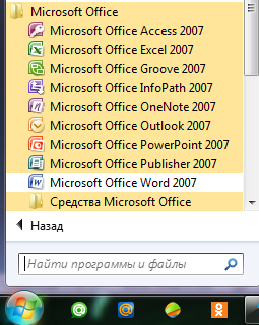 Microsoft Office
Microsoft Office Access 2007
Microsoft Office Excel 2007
Microsoft Office Groove 2007
Microsoft Office InfoPath 2007
Microsoft Office OneNote 2007
Microsoft Office Outlook 2007
Microsoft Office PowerPoint 2007
Microsoft Office Publisher 2007
Microsoft Office Word 2007
Средства Microsoft Office
Назад
Найти программы и файлы